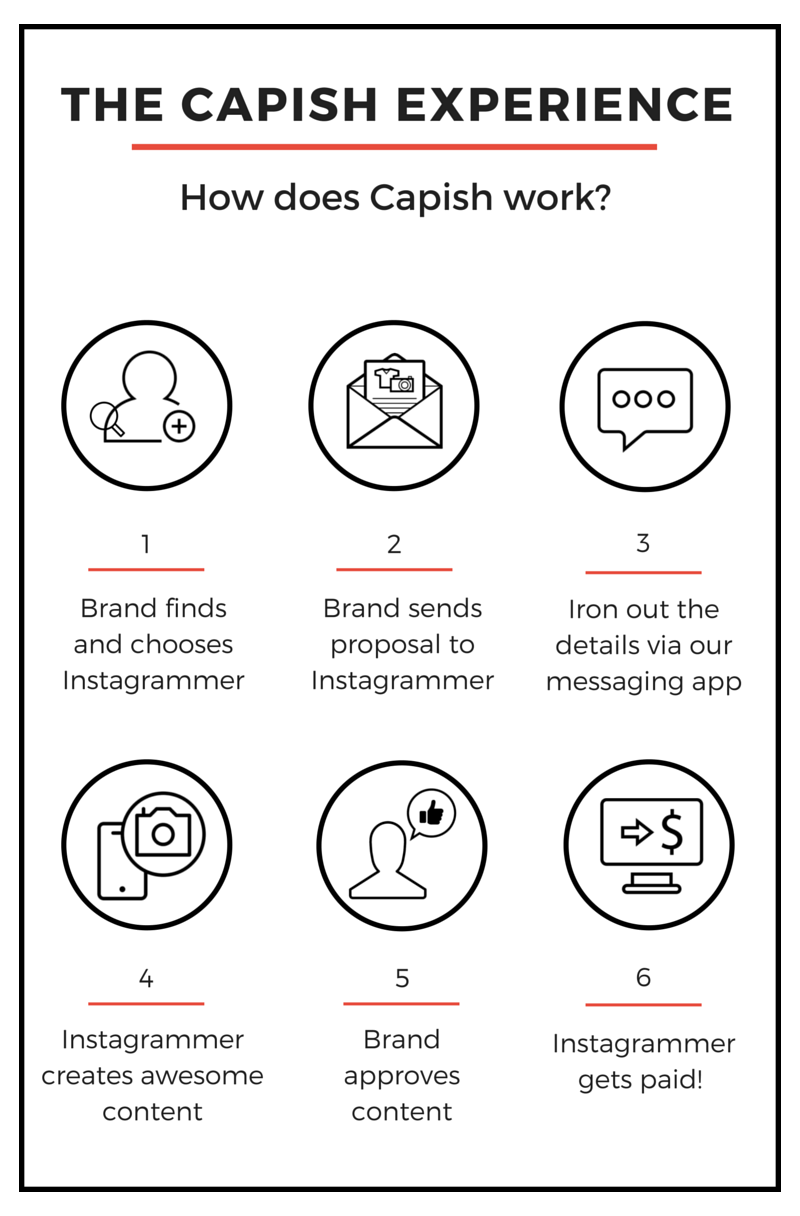 THE CAPISH EXPERIENCE
How does Capish work?
1
Brand finds
and chooses
Instagrammer
2
Brand sends
proposal to
Instagrammer
3
Iron out the
details via our
messaging app
4
Instagrammer
creates awesome
content
5
Brand
approves
content
6
Instagrammer
gets paid!